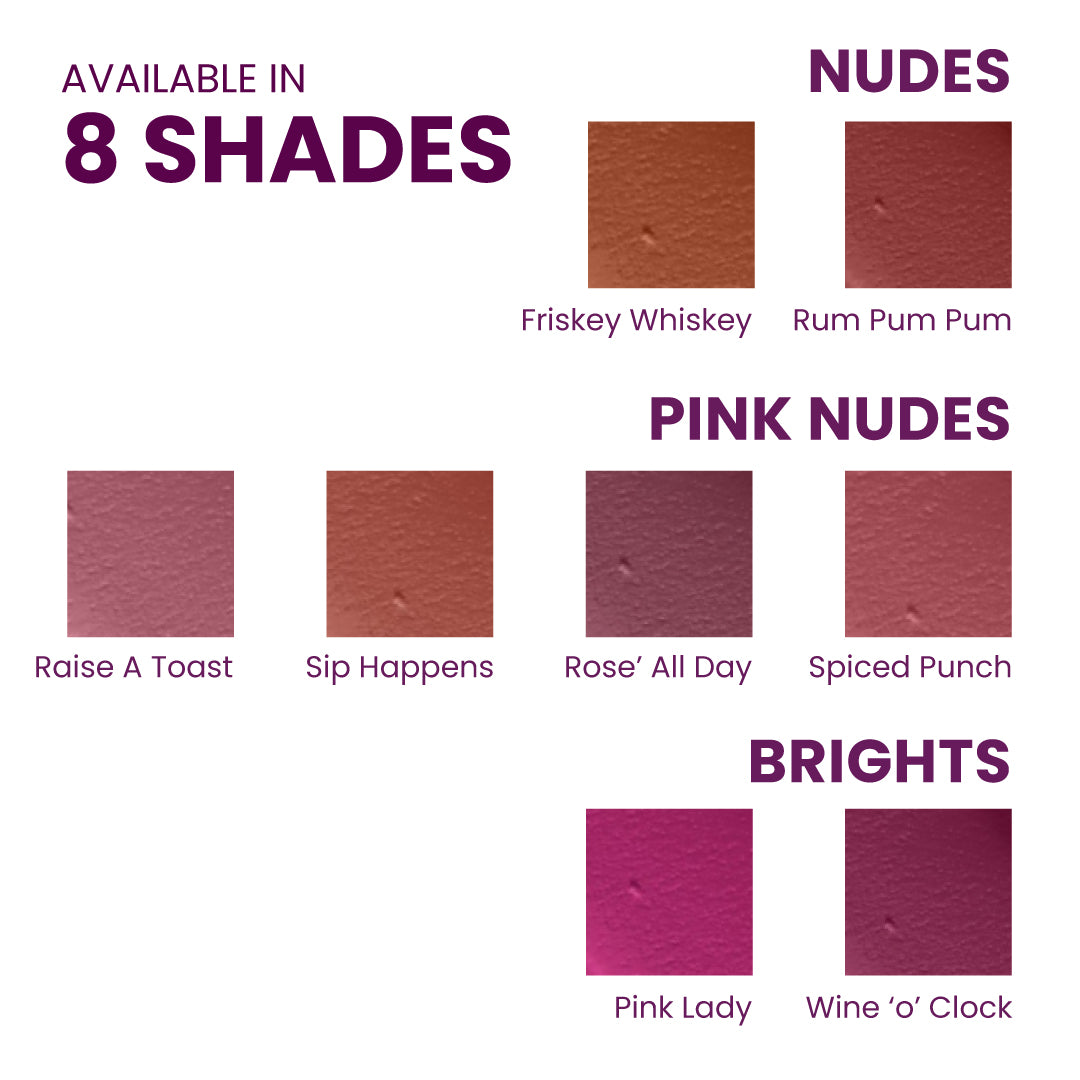 AVAILABLE IN
8 SHADES
NUDES
Friskey Whiskey
Rum Pum Pum
PINK NUDES
Raise A Toast
Sip Happens
Rose’ All Day
Spiced Punch
BRIGHTS
Pink Lady
Wine ‘o’ Clock